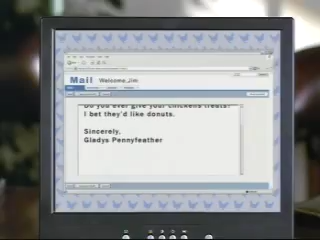 Mail Welcome, Jim
Do you ever give your chickens treats?
I bet they'd like donuts.
Sincerely,
Gladys Pennyfeather